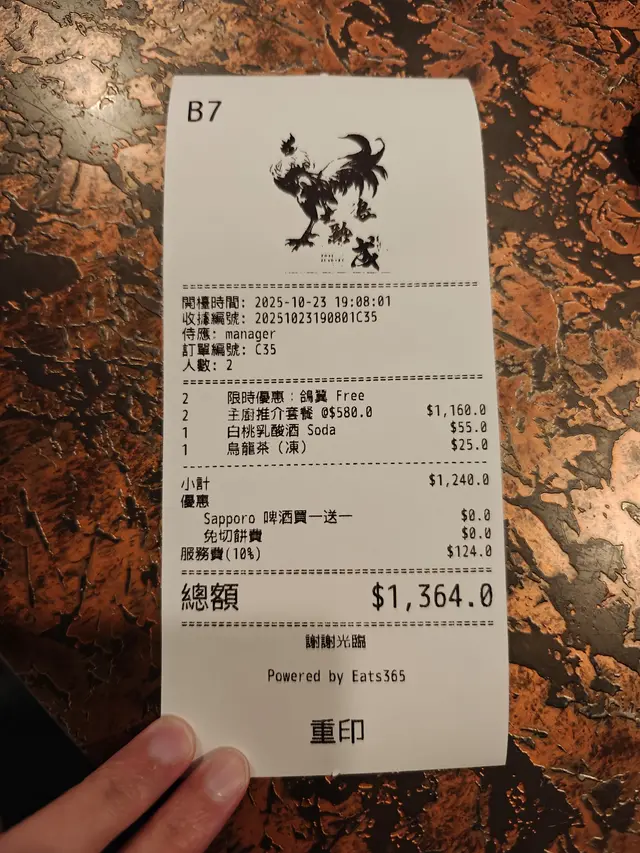 B7
開檯時間: 2025-10-23 19:08:01
收據編號: 20251023190801C35
侍應: manager
訂單編號: C35
人數: 2
2 限時優惠：鴿翼 Free
2 主廚推介套餐 @$580.0 $1,160.0
1 白桃乳酸酒 Soda $55.0
1 烏龍茶（凍） $25.0
小計 $1,240.0
優惠
Sapporo 啤酒買一送一 $0.0
免切餅費 $0.0
服務費(10%) $124.0
總額 $1,364.0
謝謝光臨
Powered by Eats365
重印